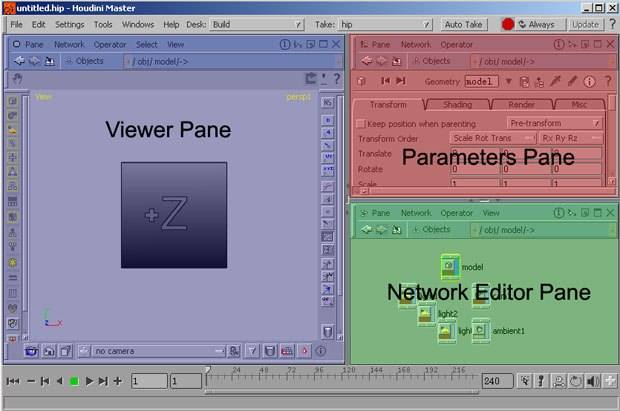 untitled.hip - Houdini Master
File Edit Settings Windows Help Desk: Build Take: hip Auto Take Always Update ?
Pane Network Operator Select View
Objects / obj/ model/->
View persp1
Viewer Pane
+Z
Y
Z X
no camera
Pane Network Operator
Objects / obj/ model/->
Geometry model
Transform Shading Render Misc
Keep position when parenting Pre-transform
Transform Order Scale Rot Trans Rx Ry Rz
Translate 0 0 0
Parameters Pane
Rotate 0 0 0
Scale 1 1 1
Pane Network Operator View
Objects / obj/ model/->
model
Network Editor Pane
light2
light ambient1
1 1 24 48 72 96 120 144 168 192 216 240